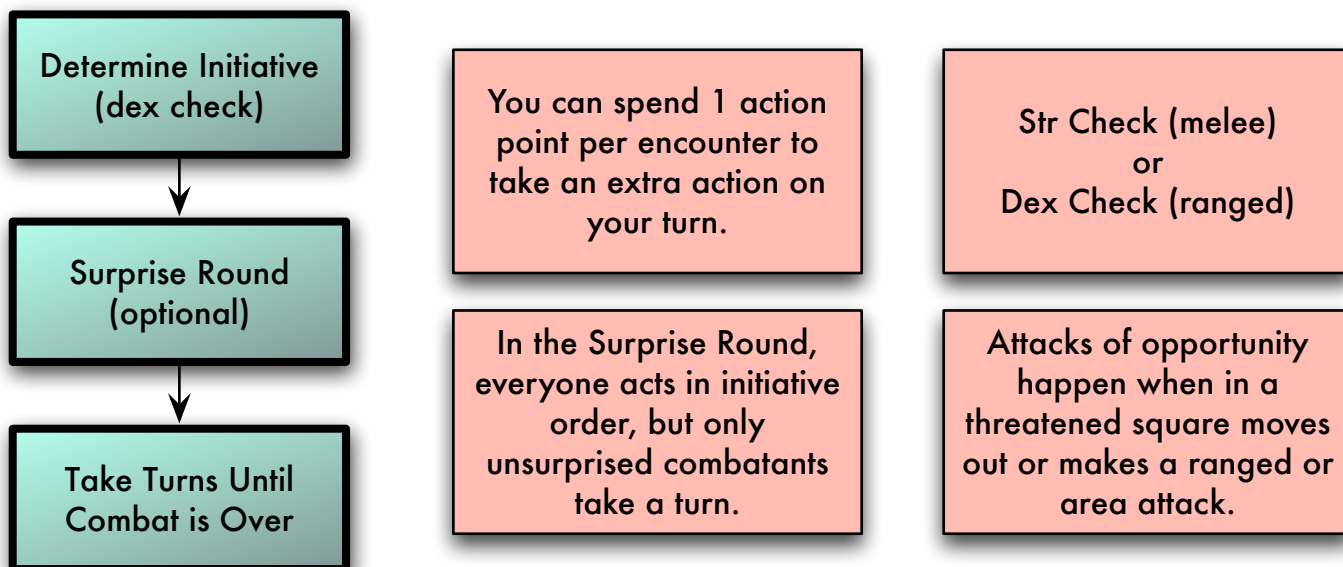 Determine Initiative
(dex check)
Surprise Round
(optional)
Take Turns Until
Combat is Over
You can spend 1 action
point per encounter to
take an extra action on
your turn.
In the Surprise Round,
everyone acts in initiative
order, but only
unsurprised combatants
take a turn.
Str Check (melee)
or
Dex Check (ranged)
Attacks of opportunity
happen when in a
threatened square moves
out or makes a ranged or
area attack.